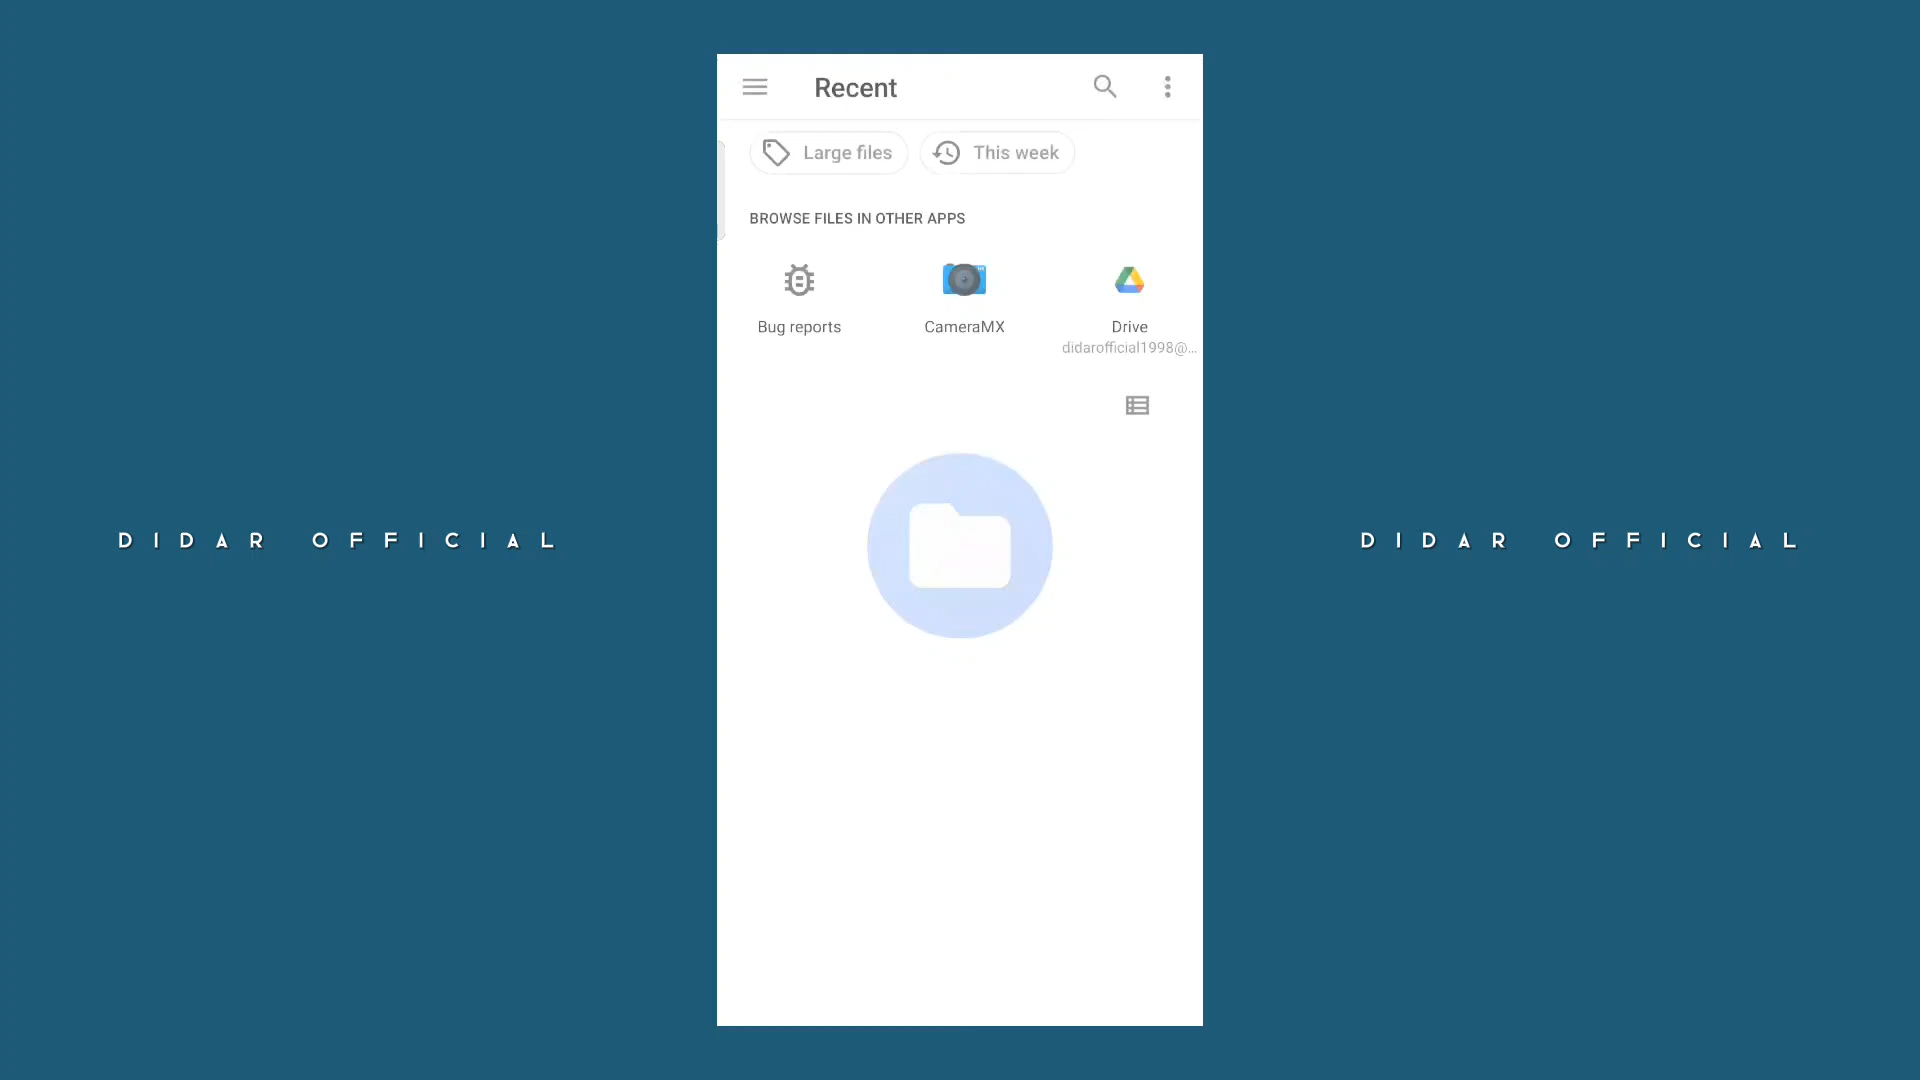 Recent
Large files
This week
BROWSE FILES IN OTHER APPS
Bug reports
CameraMX
Drive
didarofficial1998@...
DIDAR OFFICIAL
DIDAR OFFICIAL